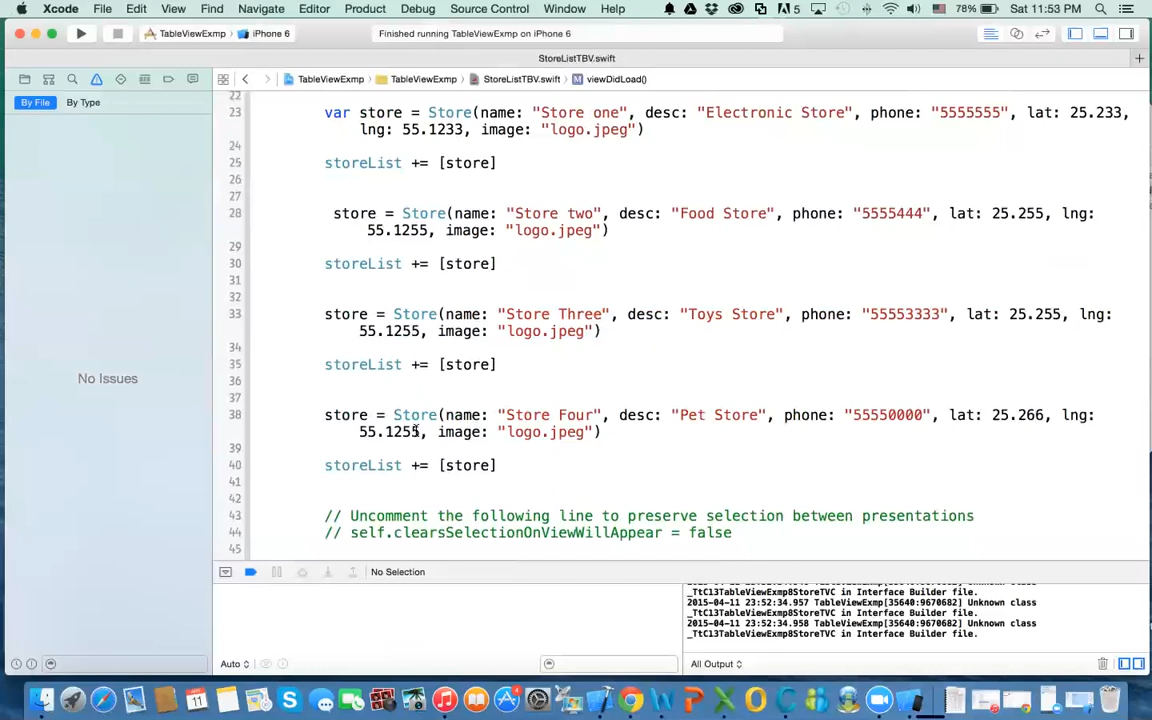 Xcode File Edit View Find Navigate Editor Product Debug Source Control Window Help 5 78% Sat 11:53 PM
TableViewExmp iPhone 6 Finished running TableViewExmp on iPhone 6
StoreListTBV.swift
TableViewExmp TableViewExmp StoreListTBV.swift M viewDidLoad()
By File By Type
No Issues
22
23 var store = Store(name: "Store one", desc: "Electronic Store", phone: "5555555", lat: 25.233,
lng: 55.1233, image: "logo.jpeg")
24
25 storeList += [store]
26
27
28 store = Store(name: "Store two", desc: "Food Store", phone: "5555444", lat: 25.255, lng:
55.1255, image: "logo.jpeg")
29
30 storeList += [store]
31
32
33 store = Store(name: "Store Three", desc: "Toys Store", phone: "55553333", lat: 25.255, lng:
55.1255, image: "logo.jpeg")
34
35 storeList += [store]
36
37
38 store = Store(name: "Store Four", desc: "Pet Store", phone: "55550000", lat: 25.266, lng:
55.1255, image: "logo.jpeg")
39
40 storeList += [store]
41
42
43 // Uncomment the following line to preserve selection between presentations
44 // self.clearsSelectionOnViewWillAppear = false
45
No Selection
_TtC13TableViewExmp8StoreTVC in Interface Builder file.
2015-04-11 23:52:34.957 TableViewExmp[35640:9670682] Unknown class
_TtC13TableViewExmp8StoreTVC in Interface Builder file.
2015-04-11 23:52:34.958 TableViewExmp[35640:9670682] Unknown class
_TtC13TableViewExmp8StoreTVC in Interface Builder file.
Auto All Output